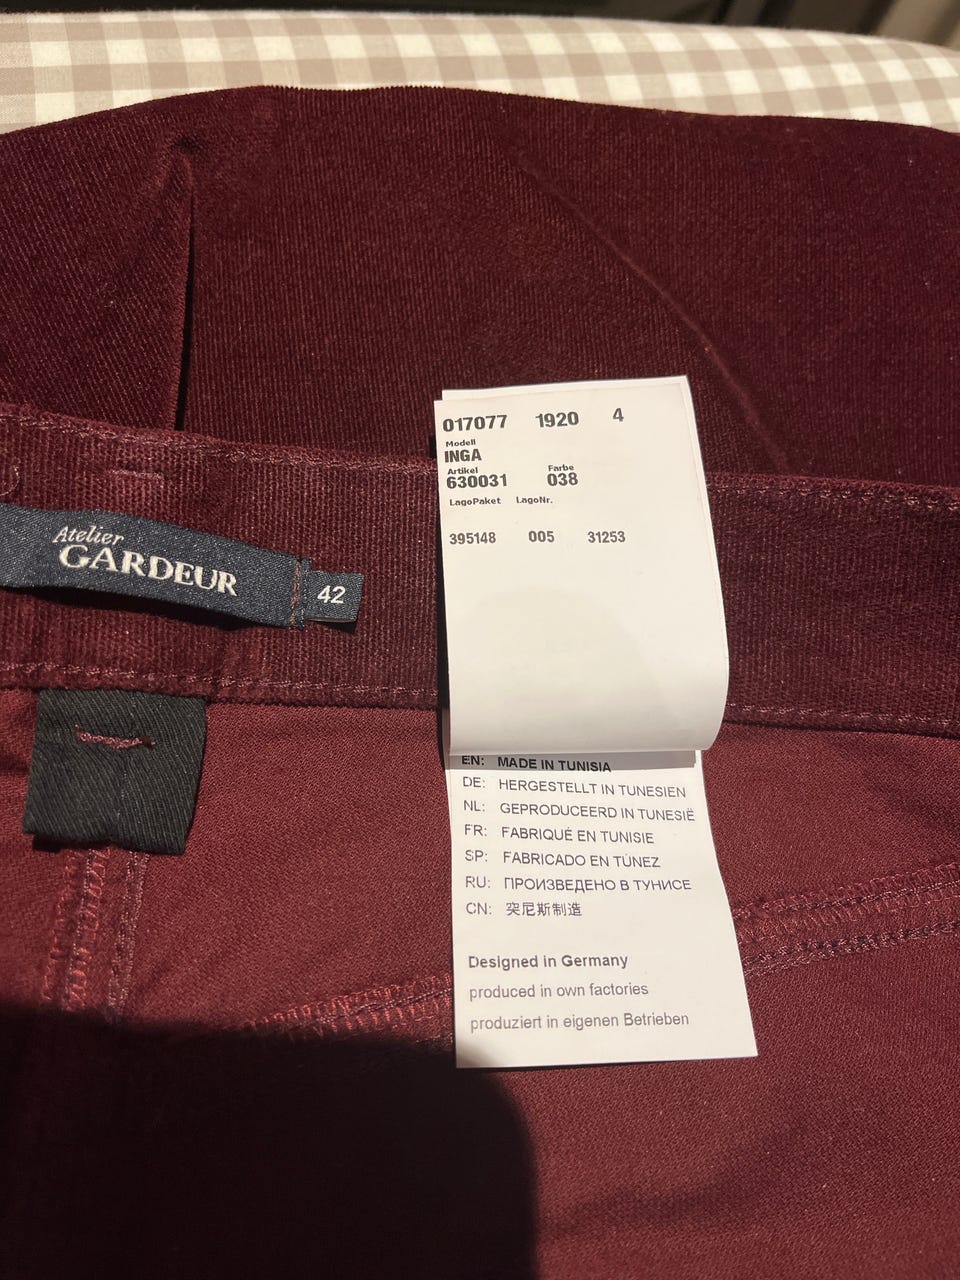 017077 1920 4
Modell
INGA
Artikel Farbe
630031 038
LagoPaket LagoNr.
395148 005 31253
Atelier
GARDEUR
42
EN: MADE IN TUNISIA
DE: HERGESTELLT IN TUNESIEN
NL: GEPRODUCEERD IN TUNESIË
FR: FABRIQUÉ EN TUNISIE
SP: FABRICADO EN TÚNEZ
RU: ПРОИЗВЕДЕНО В ТУНИСЕ
CN: 突尼斯制造
Designed in Germany
produced in own factories
produziert in eigenen Betrieben